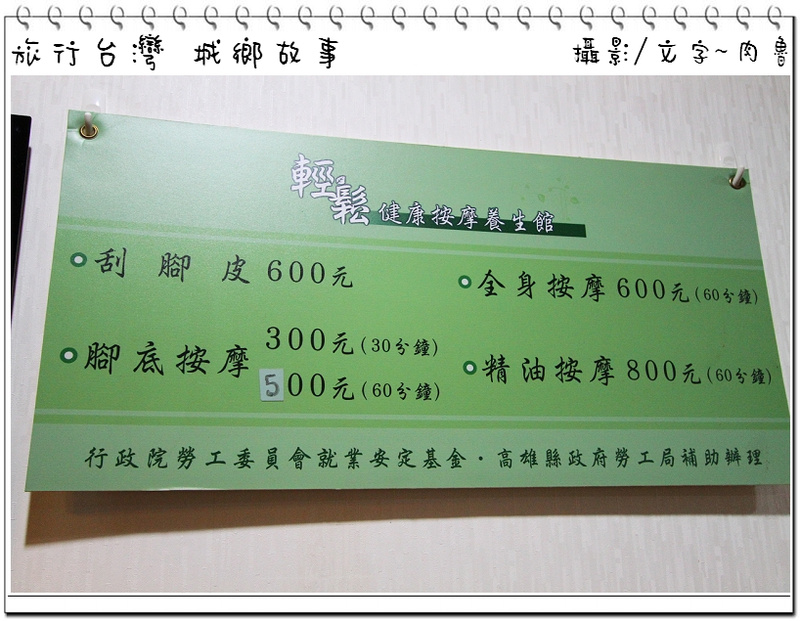 旅行台灣 城鄉故事
攝影/文字~肉魯
輕鬆健康按摩養生館
刮腳皮600元
全身按摩600元(60分鐘)
腳底按摩
300元(30分鐘)
500元(60分鐘)
精油按摩800元(60分鐘)
行政院勞工委員會就業安定基金·高雄縣政府勞工局補助辦理